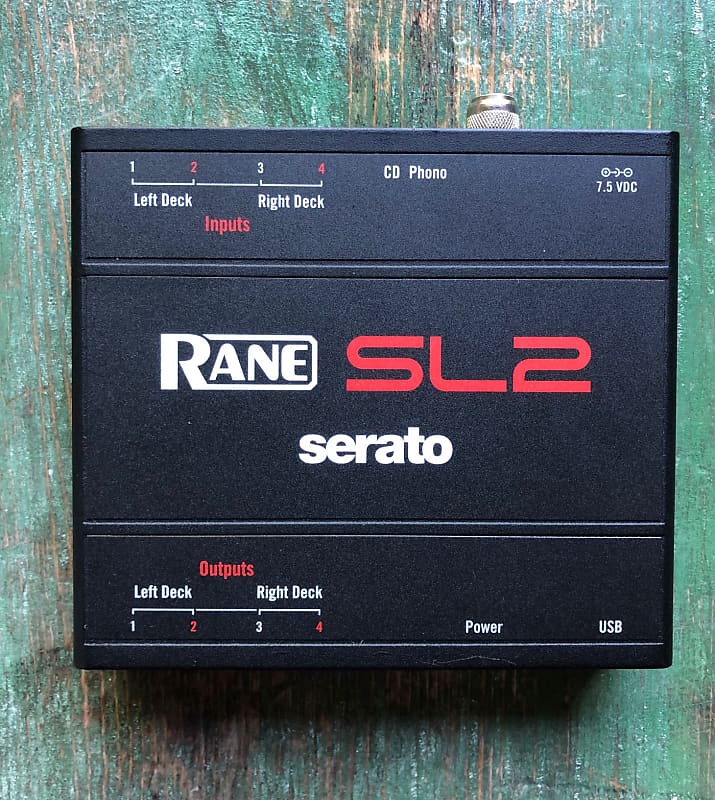 1 2 3 4 CD Phono
7.5 VDC
Left Deck Right Deck
Inputs
RANE SL2
serato
Outputs
Left Deck Right Deck
1 2 3 4 Power USB